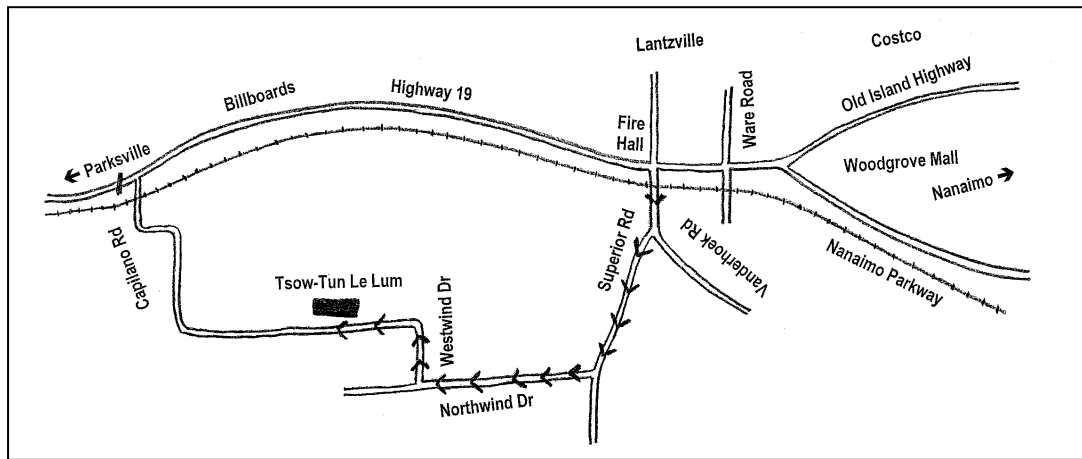 Lantzville
Costco
Highway 19
Billboards
Old Island Highway
Ware Road
Fire
Hall
Parksville
Woodgrove Mall
Nanaimo
Capilano Rd
Superior Rd
Vanderhoek Rd
Nanaimo Parkway
Tsow-Tun Le Lum
Westwind Dr
Northwind Dr